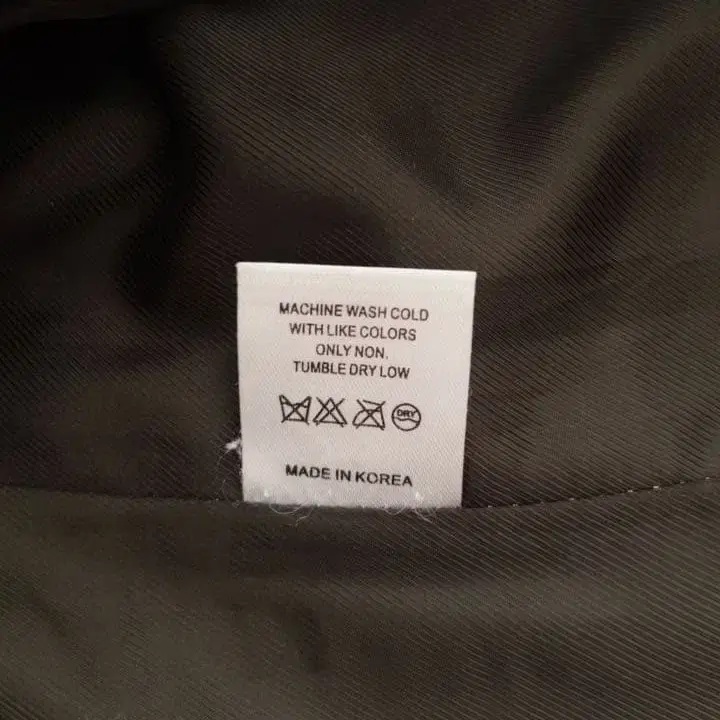 MACHINE WASH COLD
WITH LIKE COLORS
ONLY NON.
TUMBLE DRY LOW
DRY
MADE IN KOREA